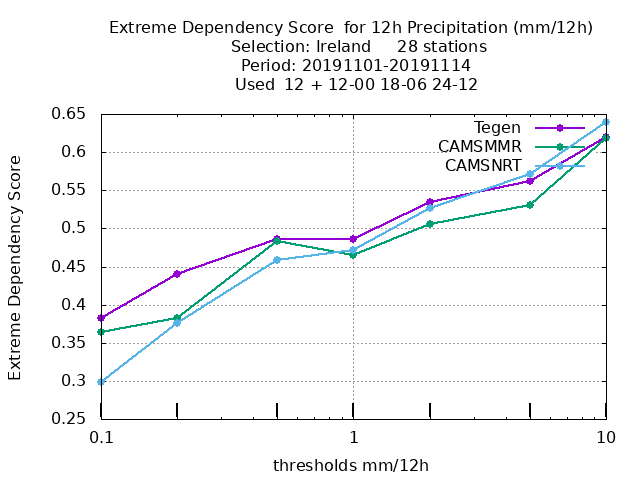 Extreme Dependency Score  for 12h Precipitation (mm/12h)
Selection: Ireland     28 stations
Period: 20191101-20191114
Used  12 + 12-00 18-06 24-12
Tegen
CAMSMMR
CAMSNRT
Extreme Dependency Score
0.65
0.6
0.55
0.5
0.45
0.4
0.35
0.3
0.25
0.1 1 10
thresholds mm/12h